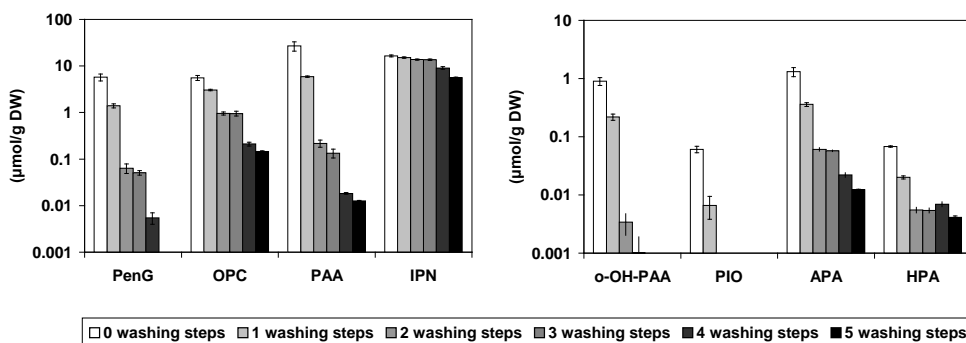 100
10
1
0.1
0.01
0.001
(µmol/g DW)
PenG OPC PAA IPN
10
1
0.1
0.01
0.001
(µmol/g DW)
o-OH-PAA PIO APA HPA
0 washing steps 1 washing steps 2 washing steps 3 washing steps 4 washing steps 5 washing steps